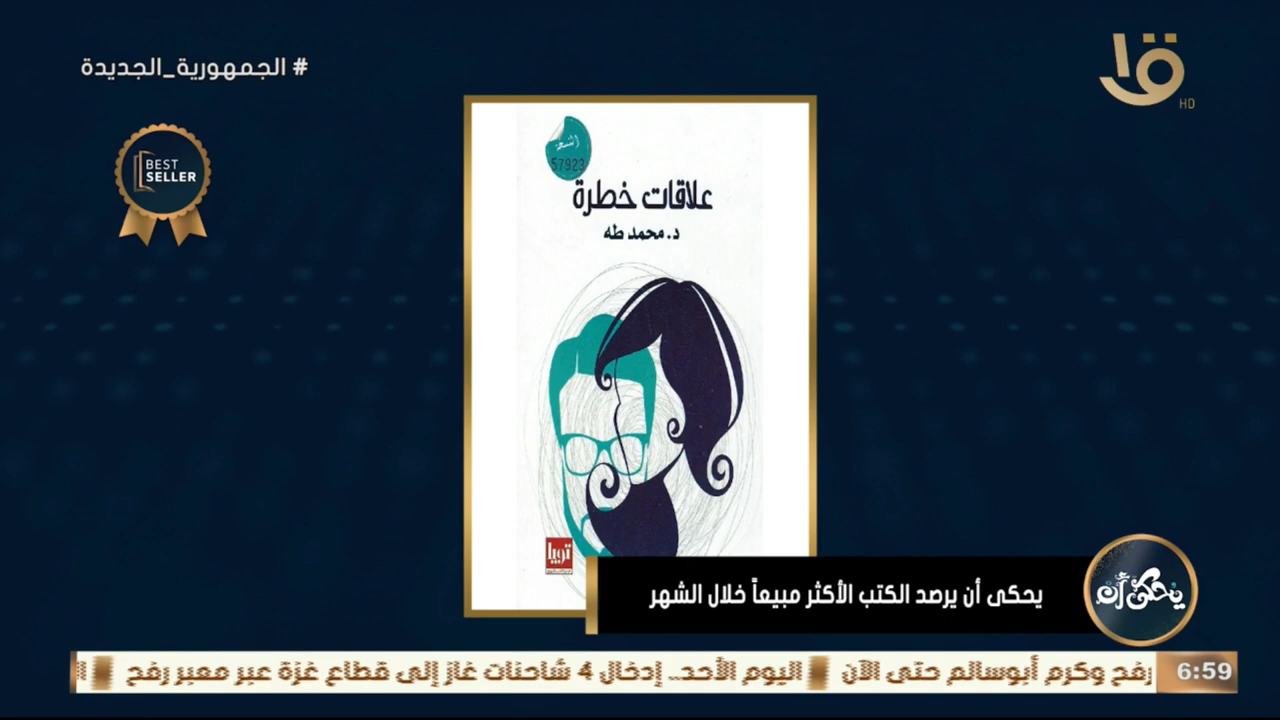 # الجمهورية_الجديدة
HD
BEST
SELLER
57923
علاقات خطرة
د. محمد طه
تويا
يحكى أن يرصد الكتب الأكثر مبيعاً خلال الشهر
يحكى أن
6:59
رفح وكرم أبوسالم حتى الآن اليوم الأحد.. إدخال 4 شاحنات غاز إلى قطاع غزة عبر معبر رفح